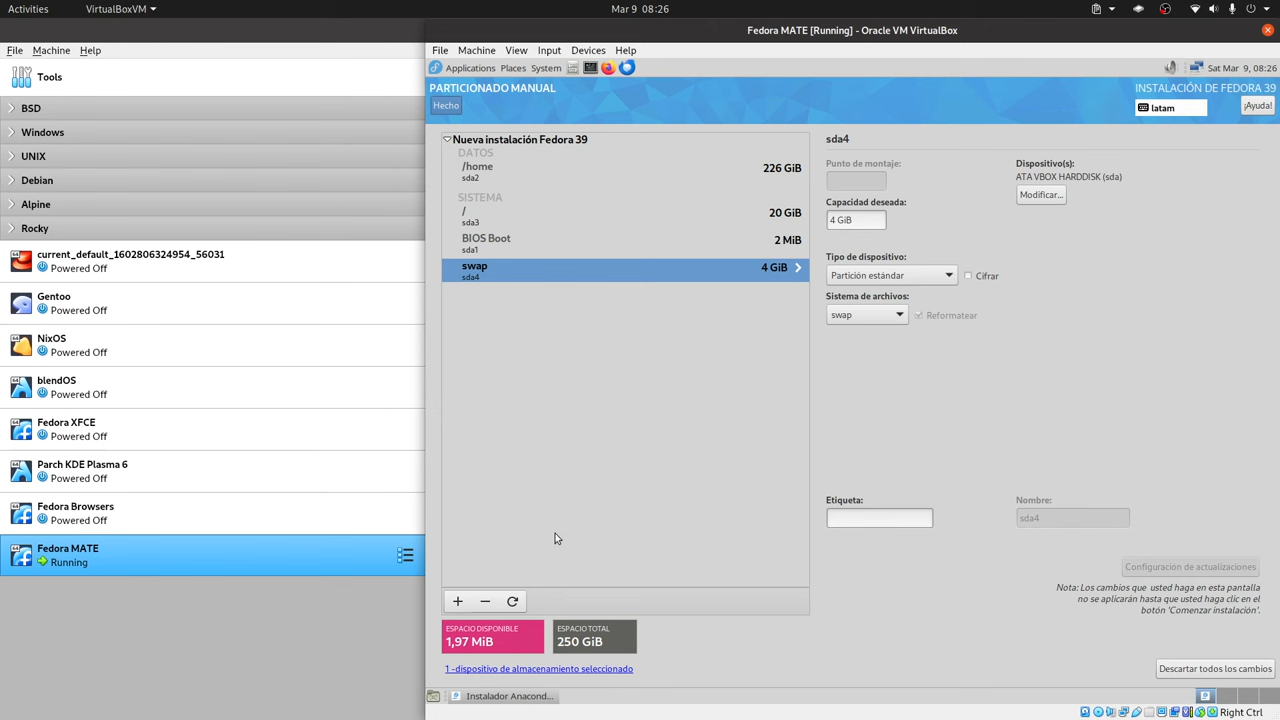 Activities
VirtualBoxVM
Mar 9 08:26
Fedora MATE [Running] - Oracle VM VirtualBox
File Machine Help
File Machine View Input Devices Help
Tools
Applications Places System
Sat Mar 9, 08:26
PARTICIONADO MANUAL
INSTALACIÓN DE FEDORA 39
Hecho
latam
¡Ayuda!
BSD
Windows
UNIX
Debian
Alpine
Rocky
current_default_1602806324954_56031
Powered Off
Gentoo
Powered Off
NixOS
Powered Off
blendOS
Powered Off
Fedora XFCE
Powered Off
Parch KDE Plasma 6
Powered Off
Fedora Browsers
Powered Off
Fedora MATE
Running
Nueva instalación Fedora 39
DATOS
/home 226 GiB
sda2
SISTEMA
/ 20 GiB
sda3
BIOS Boot 2 MiB
sda1
swap 4 GiB
sda4
sda4
Punto de montaje:
Dispositivo(s):
ATA VBOX HARDDISK (sda)
Modificar...
Capacidad deseada:
4 GiB
Tipo de dispositivo:
Partición estándar
Cifrar
Sistema de archivos:
swap
Reformatear
Etiqueta:
Nombre:
sda4
Configuración de actualizaciones
Nota: Los cambios que usted haga en esta pantalla
no se aplicarán hasta que usted haga clic en el
botón 'Comenzar instalación'.
ESPACIO DISPONIBLE
1,97 MiB
ESPACIO TOTAL
250 GiB
1 -dispositivo de almacenamiento seleccionado
Descartar todos los cambios
Instalador Anacond...
Right Ctrl